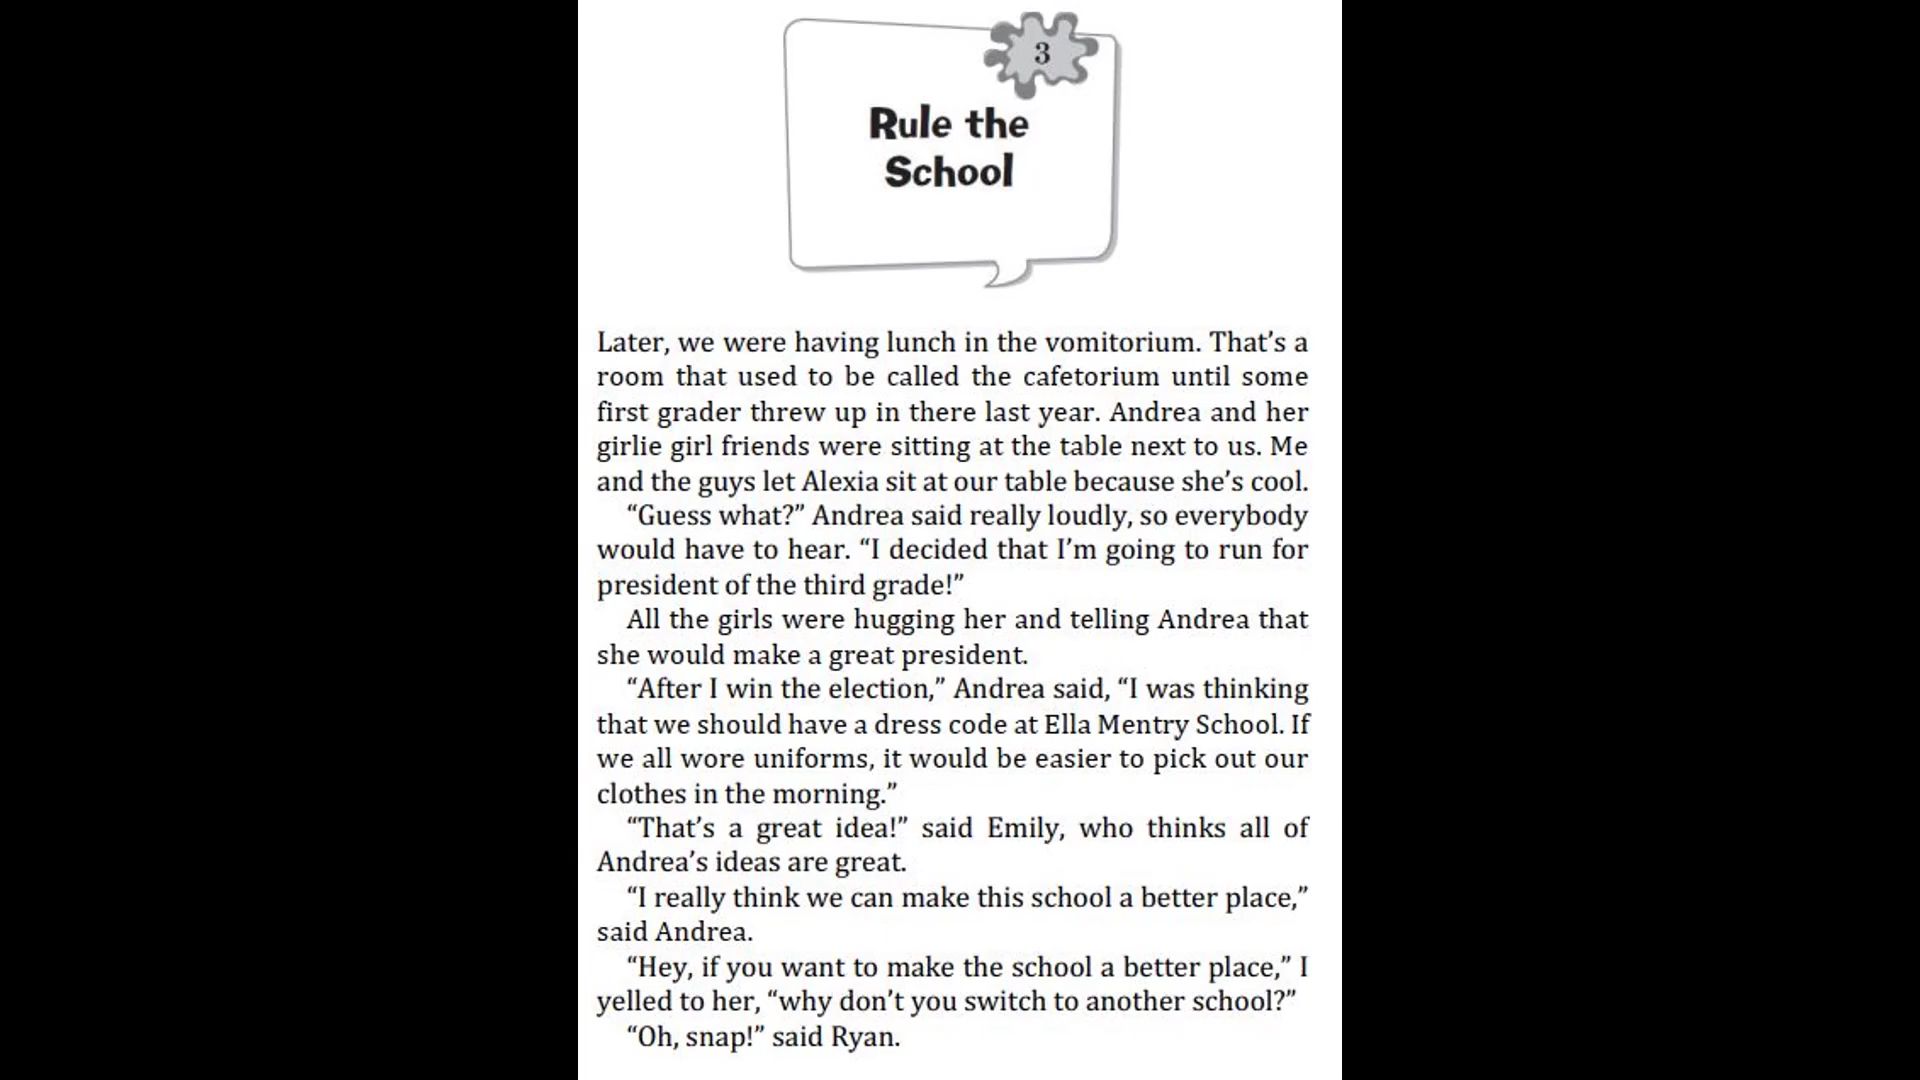 3
Rule the
School
Later, we were having lunch in the vomitorium. That’s a
room that used to be called the cafetorium until some
first grader threw up in there last year. Andrea and her
girlie girl friends were sitting at the table next to us. Me
and the guys let Alexia sit at our table because she’s cool.
“Guess what?” Andrea said really loudly, so everybody
would have to hear. “I decided that I’m going to run for
president of the third grade!”
All the girls were hugging her and telling Andrea that
she would make a great president.
“After I win the election,” Andrea said, “I was thinking
that we should have a dress code at Ella Mentry School. If
we all wore uniforms, it would be easier to pick out our
clothes in the morning.”
“That’s a great idea!” said Emily, who thinks all of
Andrea’s ideas are great.
“I really think we can make this school a better place,”
said Andrea.
“Hey, if you want to make the school a better place,” I
yelled to her, “why don’t you switch to another school?”
“Oh, snap!” said Ryan.